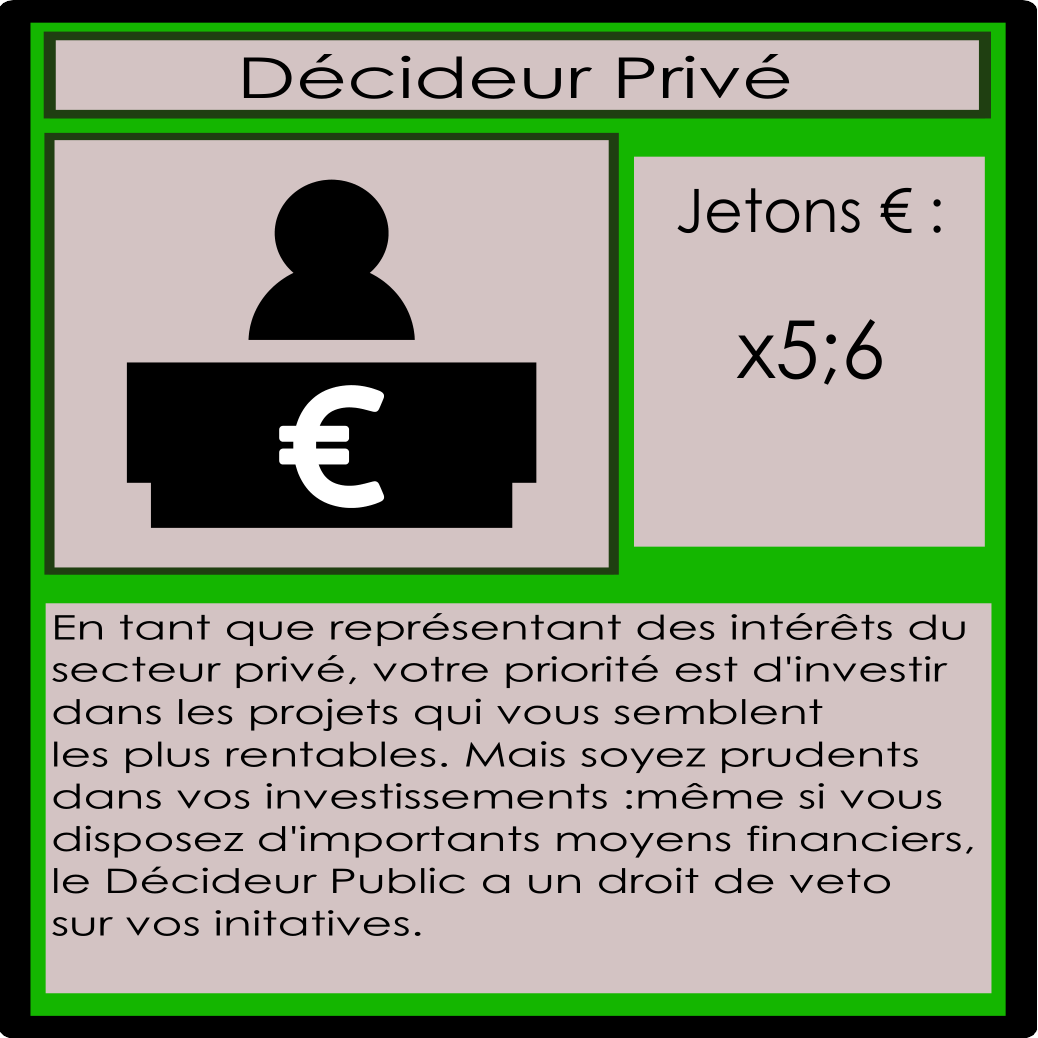 Décideur Privé
Jetons € :
x5;6
€
En tant que représentant des intérêts du
secteur privé, votre priorité est d'investir
dans les projets qui vous semblent
les plus rentables. Mais soyez prudents
dans vos investissements :même si vous
disposez d'importants moyens financiers,
le Décideur Public a un droit de veto
sur vos initatives.